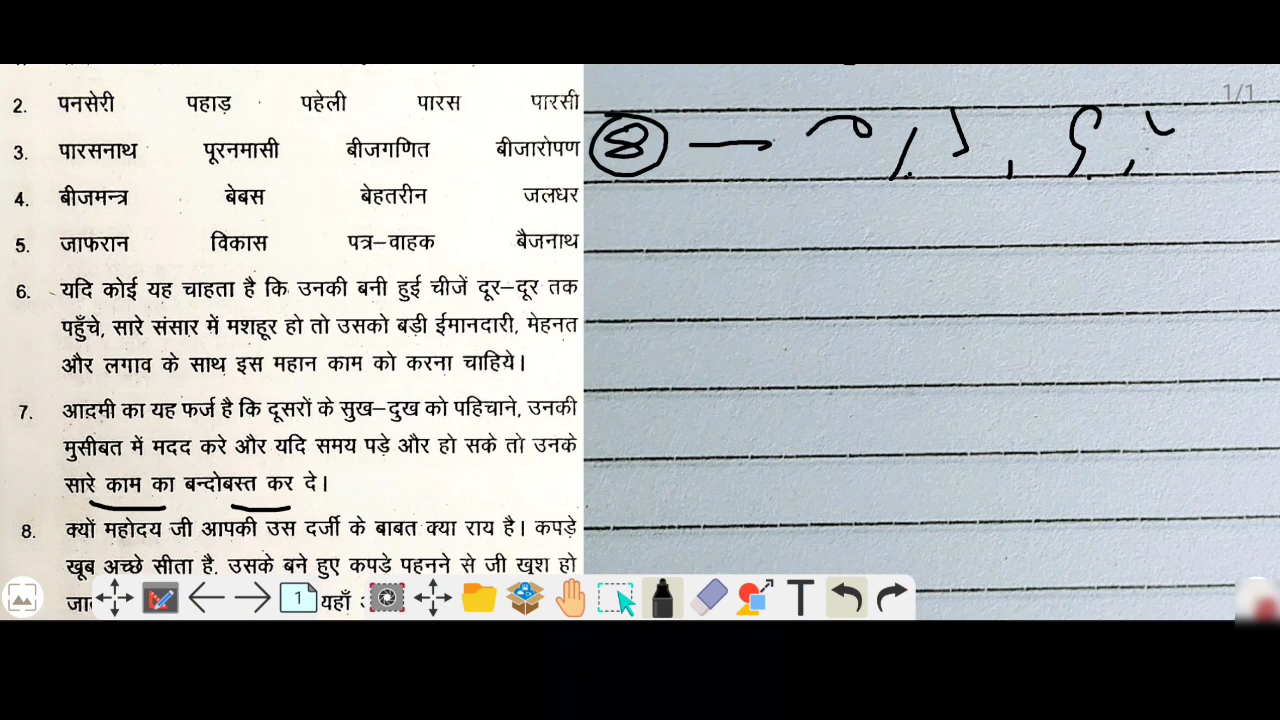 2. पनसेरी पहाड़ पहेली पारस पारसी
1/1
3. पारसनाथ पूरनमासी बीजगणित बीजारोपण
8 —
4. बीजमन्त्र बेबस बेहतरीन जलधर
5. जाफरान विकास पत्र–वाहक बैजनाथ
6. यदि कोई यह चाहता है कि उनकी बनी हुई चीजें दूर–दूर तक
पहुँचे, सारे संसार में मशहूर हो तो उसको बड़ी ईमानदारी, मेहनत
और लगाव के साथ इस महान काम को करना चाहिये।
7. आदमी का यह फर्ज है कि दूसरों के सुख–दुख को पहिचाने, उनकी
मुसीबत में मदद करे और यदि समय पड़े और हो सके तो उनके
सारे काम का बन्दोबस्त कर दे।
8. क्यों महोदय जी आपकी उस दर्जी के बाबत क्या राय है। कपड़े
खूब अच्छे सीता है. उसके बने हुए कपडे पहनने से जी खुश हो
यहाँ
1
T